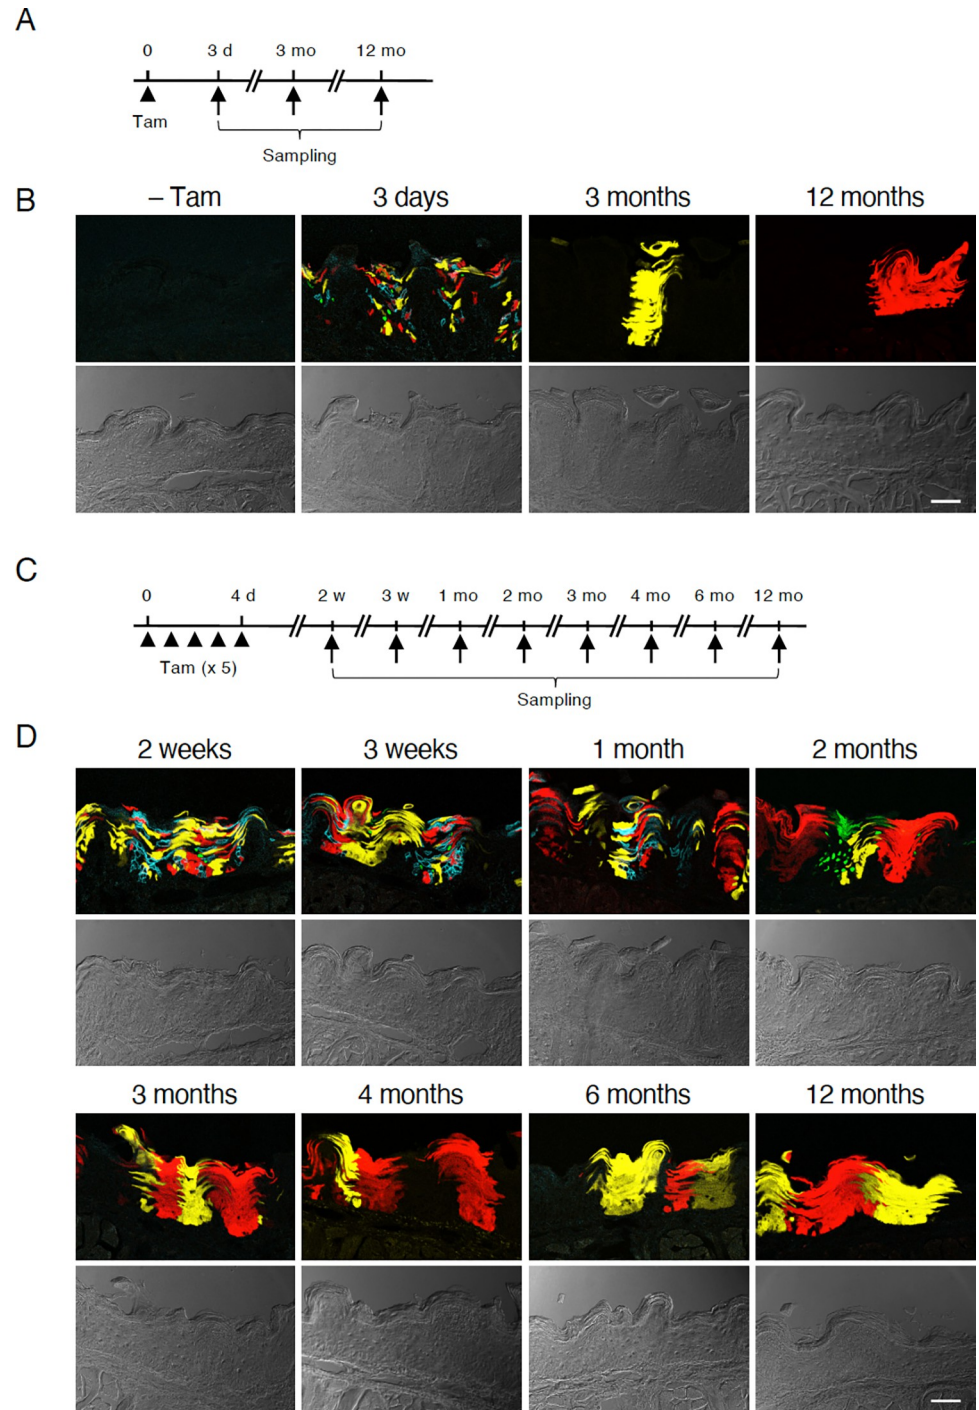 A
0 3 d 3 mo 12 mo
Tam
Sampling
B
– Tam 3 days 3 months 12 months
C
0 4 d 2 w 3 w 1 mo 2 mo 3 mo 4 mo 6 mo 12 mo
Tam (x 5)
Sampling
D
2 weeks 3 weeks 1 month 2 months
3 months 4 months 6 months 12 months